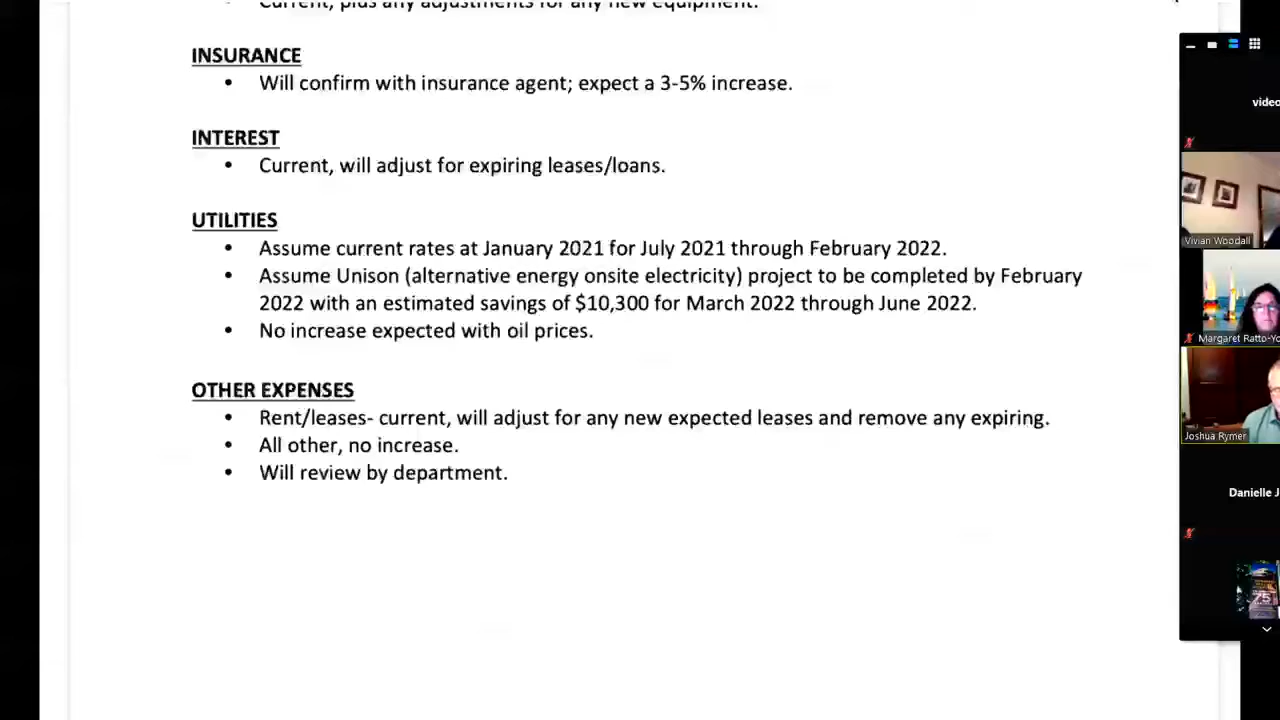 Current, plus any adjustments for any new equipment.
INSURANCE
• Will confirm with insurance agent; expect a 3-5% increase.
INTEREST
• Current, will adjust for expiring leases/loans.
UTILITIES
• Assume current rates at January 2021 for July 2021 through February 2022.
• Assume Unison (alternative energy onsite electricity) project to be completed by February
2022 with an estimated savings of $10,300 for March 2022 through June 2022.
• No increase expected with oil prices.
OTHER EXPENSES
• Rent/leases- current, will adjust for any new expected leases and remove any expiring.
• All other, no increase.
• Will review by department.
video
Vivian Woodall
Margaret Ratto-Yo
Joshua Rymer
Danielle J
75